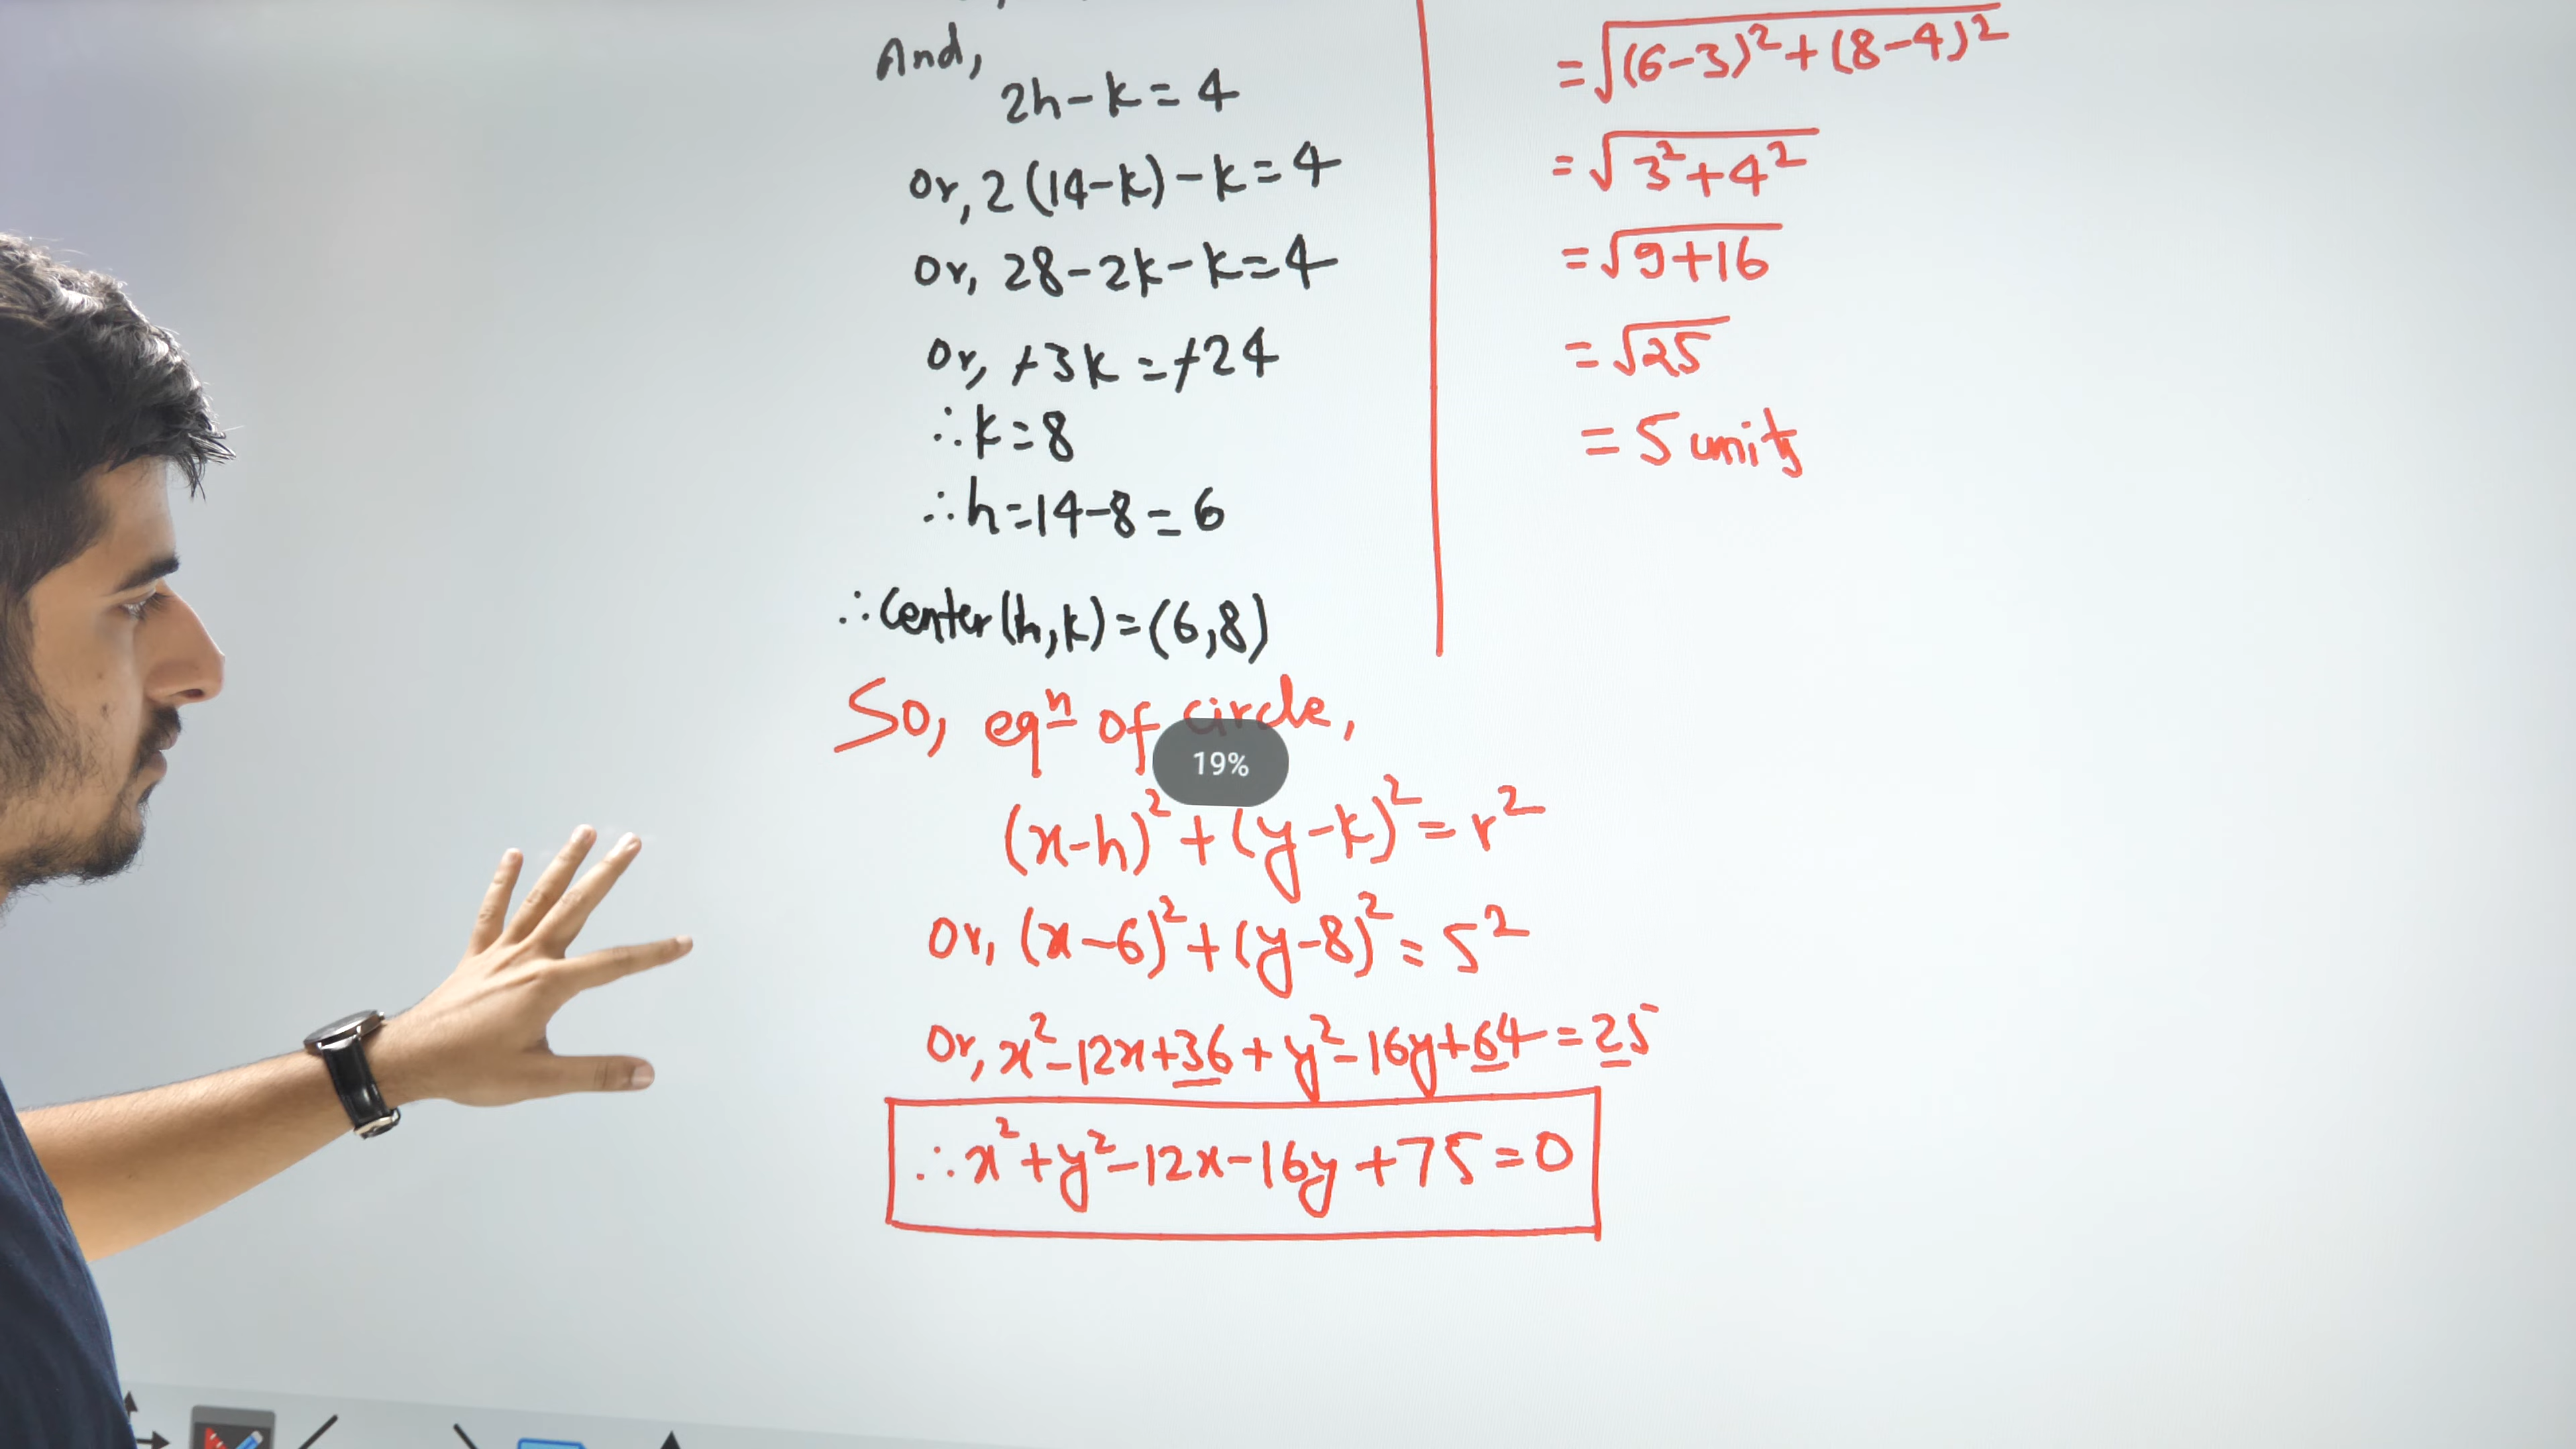 And,
2h-k=4
or, 2(14-k)-k=4
or, 28-2k-k=4
or, +3k=+24
∴k=8
∴h=14-8=6
∴Center(h,k)=(6,8)
=√(6-3)²+(8-4)²
=√3²+4²
=√9+16
=√25
=5 units
So, eqⁿ of circle,
19%
(x-h)²+(y-k)²=r²
Or, (x-6)²+(y-8)²=5²
Or, x²-12x+36+y²-16y+64=25
∴x²+y²-12x-16y+75=0